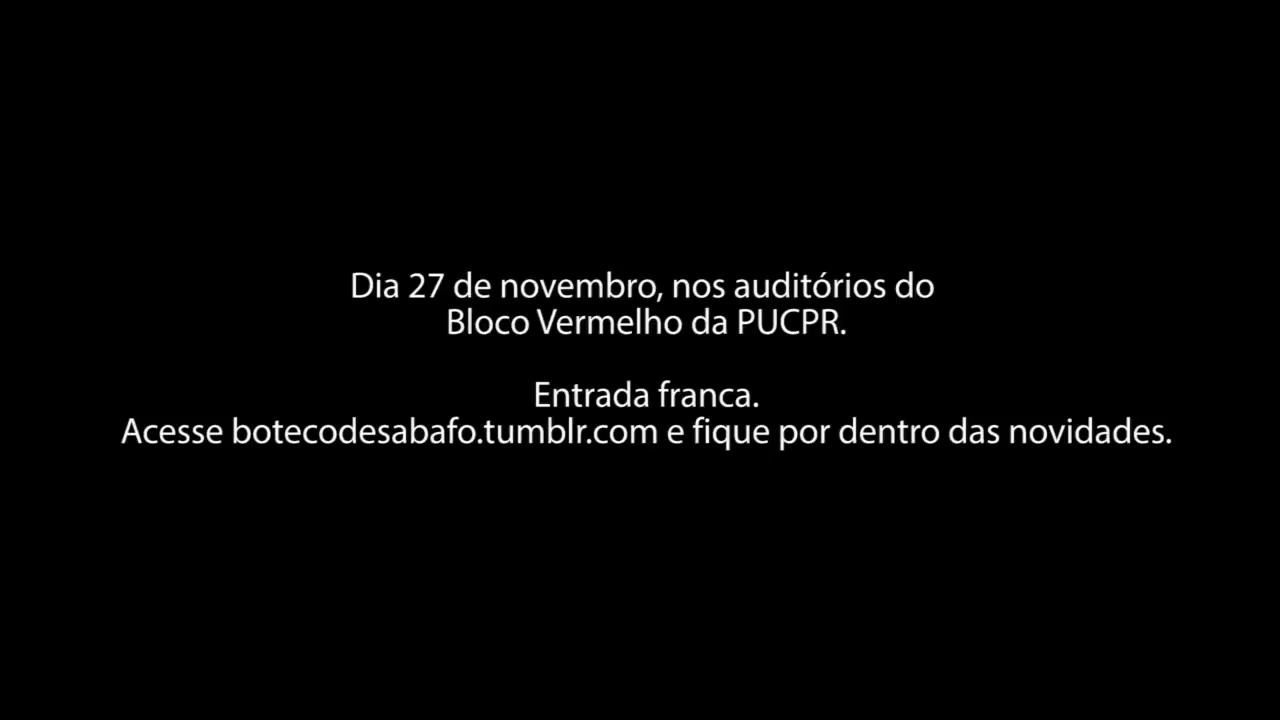 Dia 27 de novembro, nos auditórios do
Bloco Vermelho da PUCPR.
Entrada franca.
Acesse botecodesabafo.tumblr.com e fique por dentro das novidades.